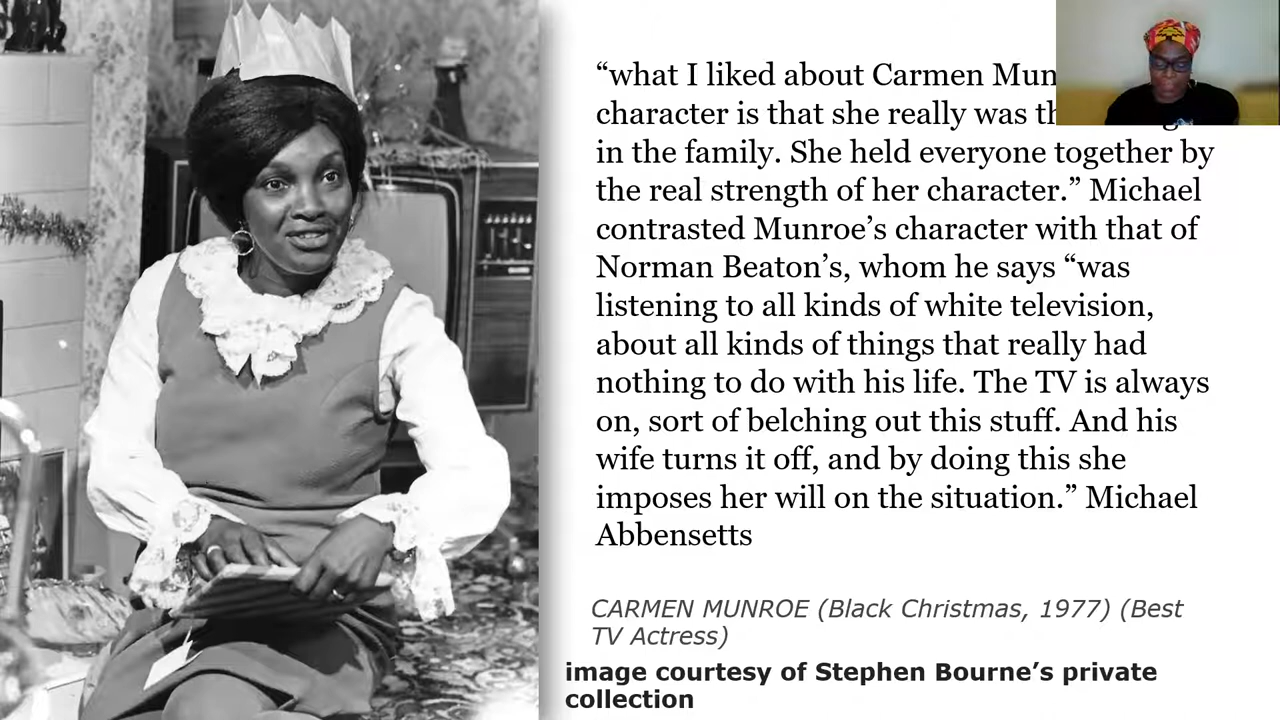 “what I liked about Carmen Mun
character is that she really was th
in the family. She held everyone together by
the real strength of her character.” Michael
contrasted Munroe’s character with that of
Norman Beaton’s, whom he says “was
listening to all kinds of white television,
about all kinds of things that really had
nothing to do with his life. The TV is always
on, sort of belching out this stuff. And his
wife turns it off, and by doing this she
imposes her will on the situation.” Michael
Abbensetts
CARMEN MUNROE (Black Christmas, 1977) (Best
TV Actress)
image courtesy of Stephen Bourne’s private
collection